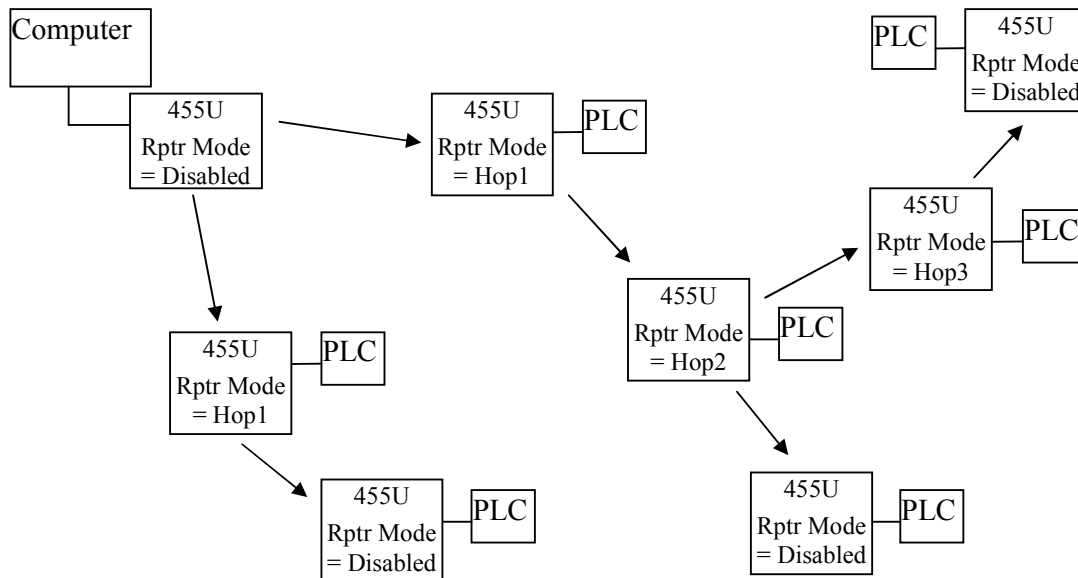 Computer
455U
Rptr Mode
= Disabled
455U
Rptr Mode
= Hop1
PLC
PLC
455U
Rptr Mode
= Disabled
455U
Rptr Mode
= Hop3
PLC
455U
Rptr Mode
= Hop2
PLC
455U
Rptr Mode
= Hop1
PLC
455U
Rptr Mode
= Disabled
PLC
455U
Rptr Mode
= Disabled
PLC